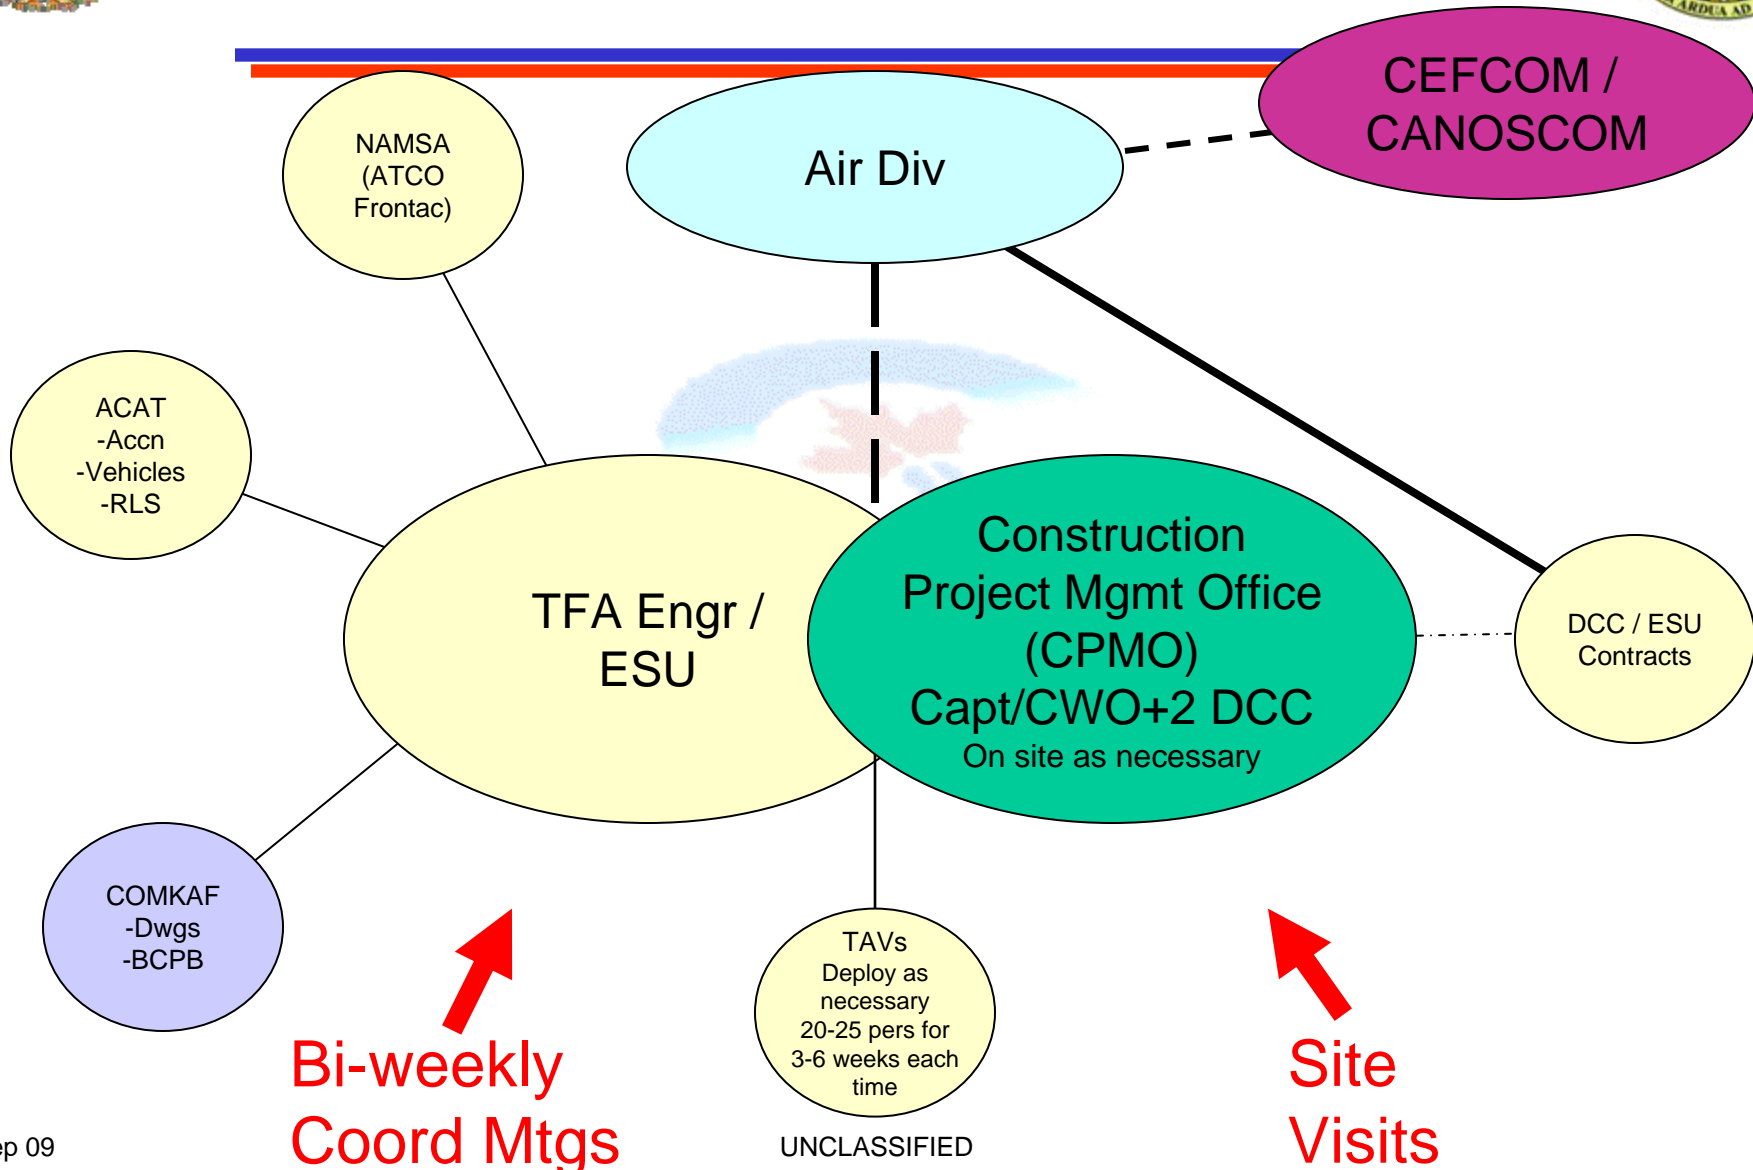 ARDUA AD
CEFCOM /
CANOSCOM
NAMSA
(ATCO
Frontac)
Air Div
ACAT
-Accn
-Vehicles
-RLS
TFA Engr /
ESU
Construction
Project Mgmt Office
(CPMO)
Capt/CWO+2 DCC
On site as necessary
DCC / ESU
Contracts
COMKAF
-Dwgs
-BCPB
TAVs
Deploy as
necessary
20-25 pers for
3-6 weeks each
time
Bi-weekly
Coord Mtgs
Site
Visits
ep 09
UNCLASSIFIED